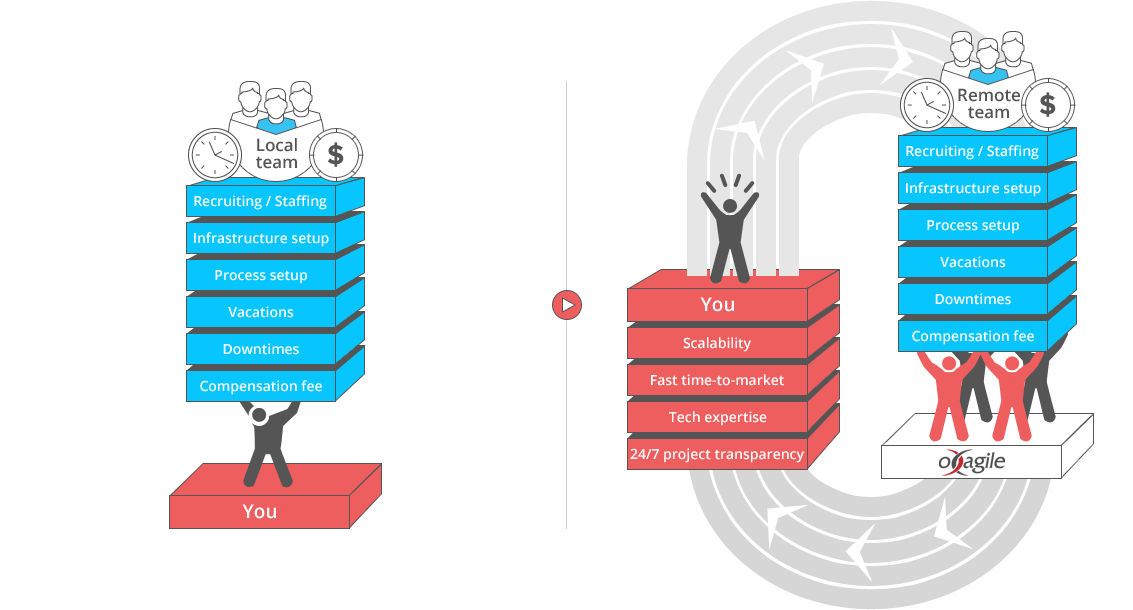 Local
team
$
Recruiting / Staffing
Infrastructure setup
Process setup
Vacations
Downtimes
Compensation fee
You
You
Scalability
Fast time-to-market
Tech expertise
24/7 project transparency
Remote
team
$
Recruiting / Staffing
Infrastructure setup
Process setup
Vacations
Downtimes
Compensation fee
oxagile